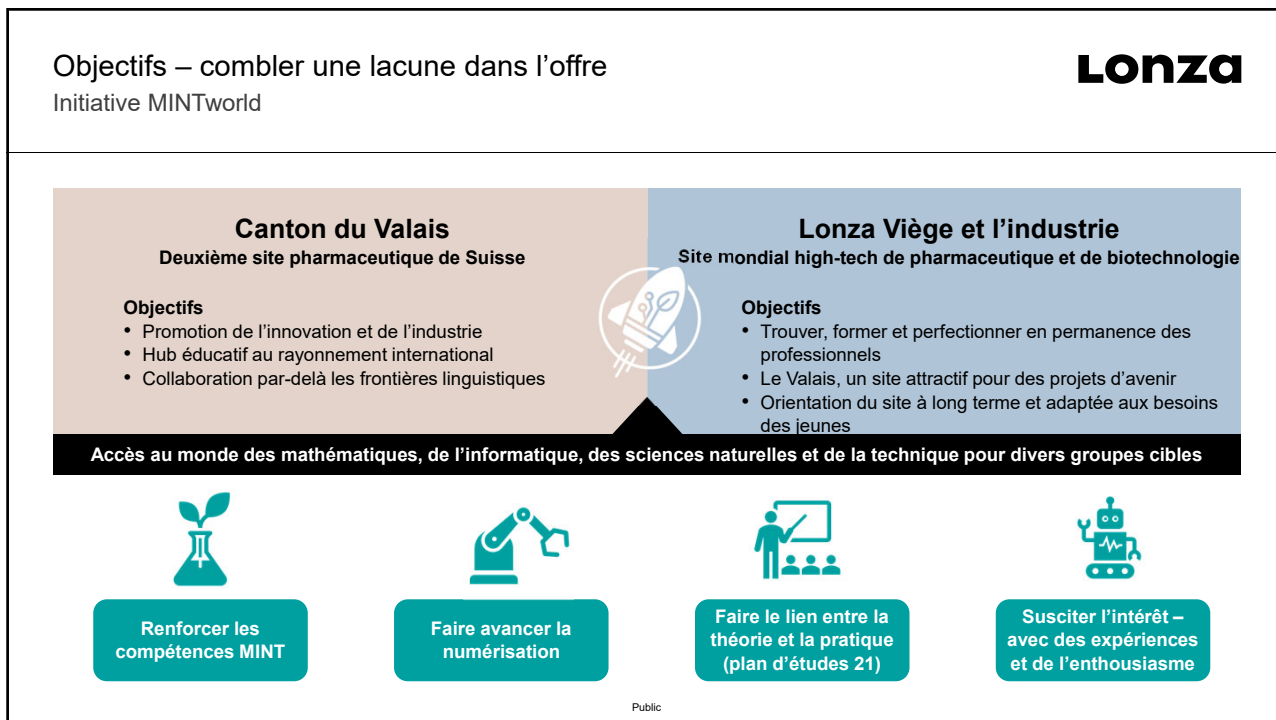 Objectifs – combler une lacune dans l’offre
Initiative MINTworld
Lonza
Canton du Valais
Deuxième site pharmaceutique de Suisse
Objectifs
• Promotion de l’innovation et de l’industrie
• Hub éducatif au rayonnement international
• Collaboration par-delà les frontières linguistiques
Lonza Viège et l’industrie
Site mondial high-tech de pharmaceutique et de biotechnologie
Objectifs
• Trouver, former et perfectionner en permanence des
professionnels
• Le Valais, un site attractif pour des projets d’avenir
• Orientation du site à long terme et adaptée aux besoins
des jeunes
Accès au monde des mathématiques, de l’informatique, des sciences naturelles et de la technique pour divers groupes cibles
Renforcer les
compétences MINT
Faire avancer la
numérisation
Faire le lien entre la
théorie et la pratique
(plan d’études 21)
Susciter l’intérêt –
avec des expériences
et de l’enthousiasme
Public